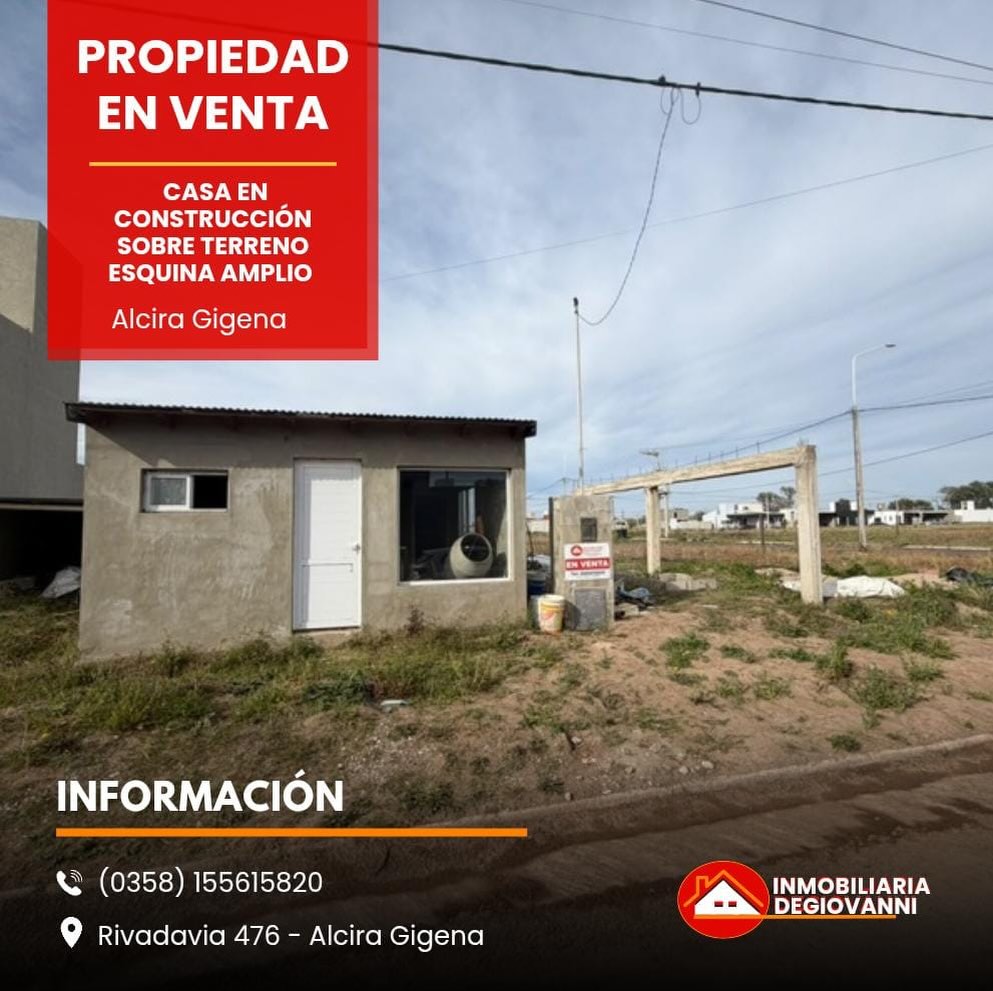 PROPIEDAD
EN VENTA
CASA EN
CONSTRUCCIÓN
SOBRE TERRENO
ESQUINA AMPLIO
Alcira Gigena
EN VENTA
INFORMACIÓN
(0358) 155615820
Rivadavia 476 - Alcira Gigena
INMOBILIARIA
DEGIOVANNI